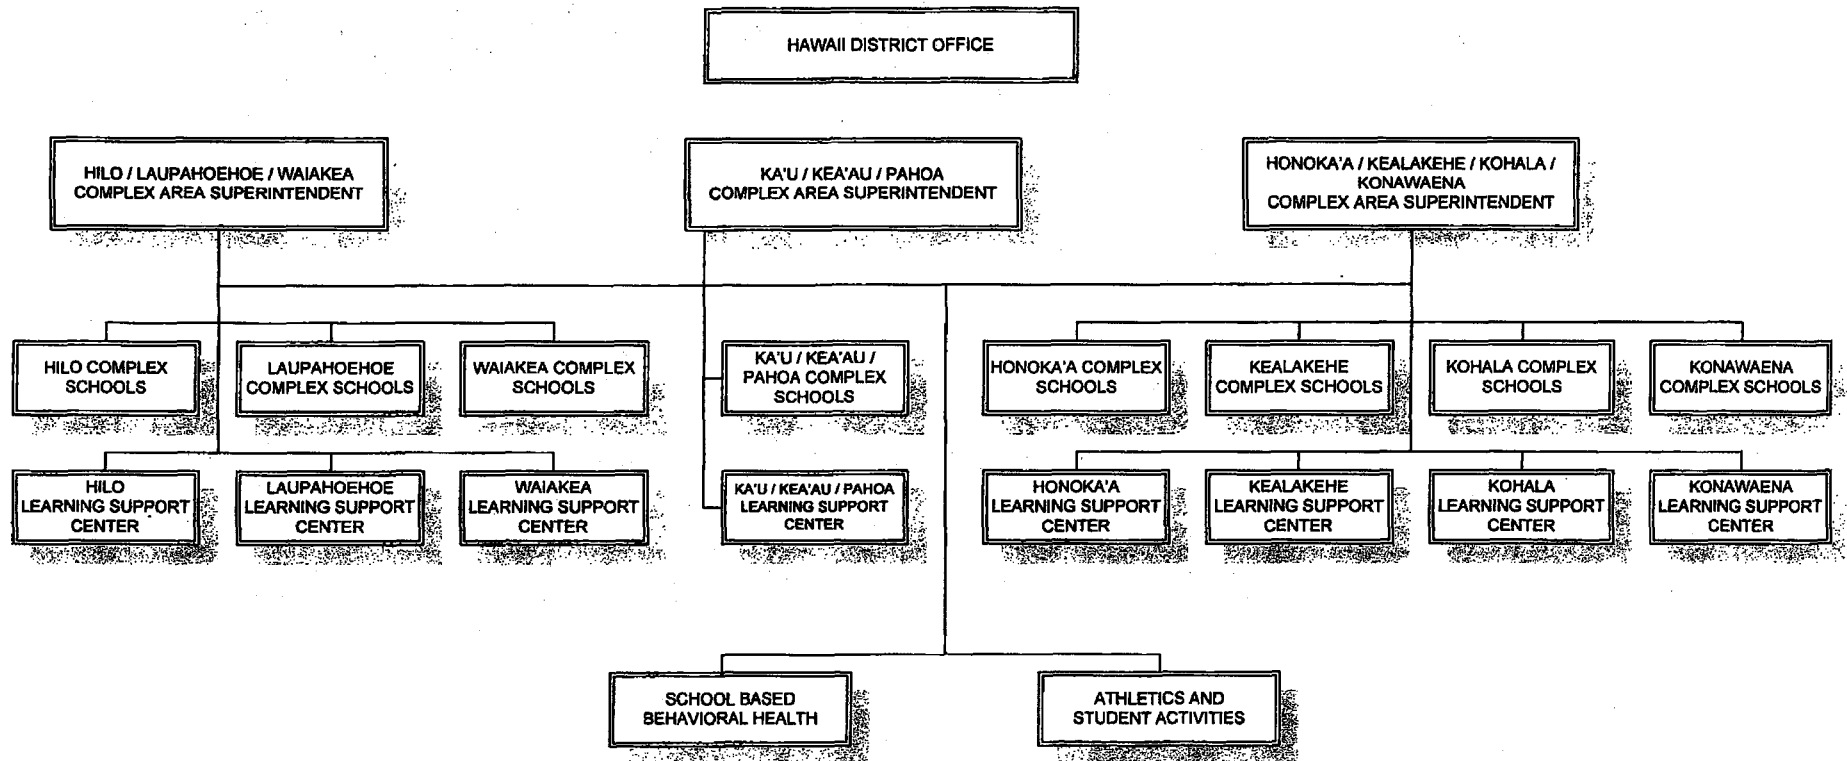 HAWAII DISTRICT OFFICE
HILO / LAUPAHOEHOE / WAIAKEA
COMPLEX AREA SUPERINTENDENT
KA'U / KEA'AU / PAHOA
COMPLEX AREA SUPERINTENDENT
HONOKA'A / KEALAKEHE / KOHALA /
KONAWAENA
COMPLEX AREA SUPERINTENDENT
HILO COMPLEX
SCHOOLS
LAUPAHOEHOE
COMPLEX SCHOOLS
WAIAKEA COMPLEX
SCHOOLS
KA'U / KEA'AU /
PAHOA COMPLEX
SCHOOLS
HONOKA'A COMPLEX
SCHOOLS
KEALAKEHE
COMPLEX SCHOOLS
KOHALA COMPLEX
SCHOOLS
KONAWAENA
COMPLEX SCHOOLS
HILO
LEARNING SUPPORT
CENTER
LAUPAHOEHOE
LEARNING SUPPORT
CENTER
WAIAKEA
LEARNING SUPPORT
CENTER
KA'U / KEA'AU / PAHOA
LEARNING SUPPORT
CENTER
HONOKA'A
LEARNING SUPPORT
CENTER
KEALAKEHE
LEARNING SUPPORT
CENTER
KOHALA
LEARNING SUPPORT
CENTER
KONAWAENA
LEARNING SUPPORT
CENTER
SCHOOL BASED
BEHAVIORAL HEALTH
ATHLETICS AND
STUDENT ACTIVITIES